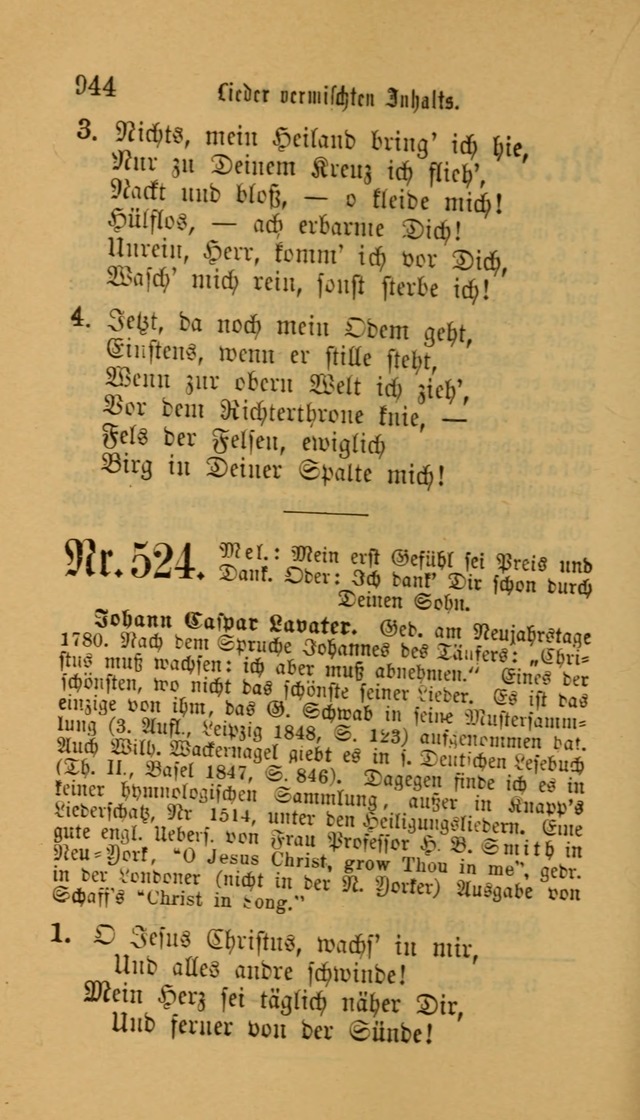 944
Lieder vermischten Inhalts.
3. Nichts, mein Heiland bring' ich hie,
Nur zu Deinem Kreuz ich flieh',
Nackt und bloß, — o kleide mich!
Hülflos, — ach erbarme Dich!
Unrein, Herr, komm' ich vor Dich,
Wasch' mich rein, sonst sterbe ich!
4. Jetzt, da noch mein Odem geht,
Einstens, wenn er stille steht,
Wenn zur obern Welt ich zieh',
Vor dem Richterthrone knie, —
Fels der Felsen, ewiglich
Birg in Deiner Spalte mich!
Nr. 524.
Mel.: Mein erst Gefühl sei Preis und
Dank. Oder: Ich dank' Dir schon durch
Deinen Sohn.
Johann Caspar Lavater. Geb. am Neujahrstage
1780. Nach dem Spruche Johannes des Täufers: „Chri=
stus muß wachsen: ich aber muß abnehmen." Eines der
schönsten, wo nicht das schönste seiner Lieder. Es ist das
einzige von ihm, das G. Schwab in seine Mustersamm=
lung (3. Aufl., Leipzig 1848, S. 123) aufgenommen hat.
Auch Wilh. Wackernagel giebt es in s. Deutschen Lesebuch
(Th. II., Basel 1847, S. 846). Dagegen finde ich es in
keiner hymnologischen Sammlung, außer in Knapp's
Liederschatz, Nr 1514, unter den Heiligungsliedern. Eine
gute engl. Uebers. von Frau Professor H. B. Smith in
Neu=York, "O Jesus Christ, grow Thou in me", gedr.
in der Londoner (nicht in der N. Yorker) Ausgabe von
Schaff's "Christ in Song."
1. O Jesus Christus, wachs' in mir,
Und alles andre schwinde!
Mein Herz sei täglich näher Dir,
Und ferner von der Sünde!